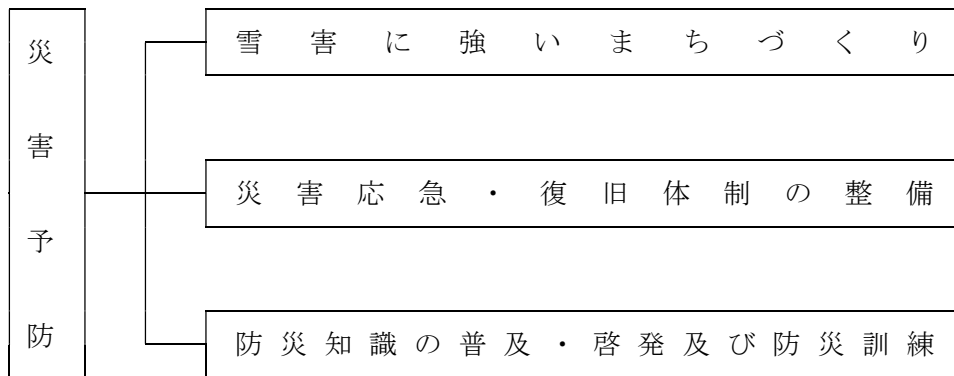 災害予防
雪害に強いまちづくり
災害応急・復旧体制の整備
防災知識の普及・啓発及び防災訓練